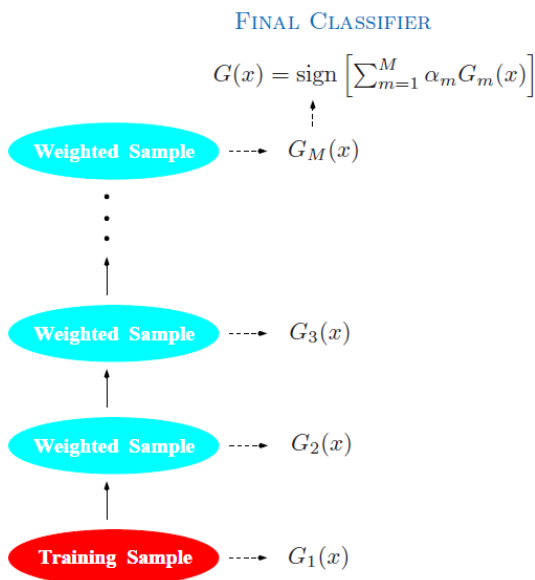 FINAL CLASSIFIER
G(x) = sign [∑_{m=1}^{M} α_m G_m(x)]
Weighted Sample G_M(x)
Weighted Sample G_3(x)
Weighted Sample G_2(x)
Training Sample G_1(x)